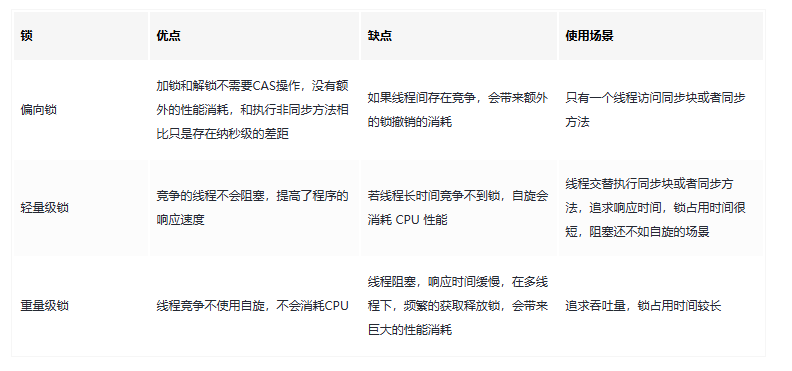 锁 优点 缺点 使用场景
偏向锁
加锁和解锁不需要CAS操作，没有额
外的性能消耗，和执行非同步方法相
比只是存在纳秒级的差距
如果线程间存在竞争，会带来额外
的锁撤销的消耗
只有一个线程访问同步块或者同步
方法
轻量级锁
竞争的线程不会阻塞，提高了程序的
响应速度
若线程长时间竞争不到锁，自旋会
消耗 CPU 性能
线程交替执行同步块或者同步方
法，追求响应时间，锁占用时间很
短，阻塞还不如自旋的场景
重量级锁
线程竞争不使用自旋，不会消耗CPU
线程阻塞，响应时间缓慢，在多线
程下，频繁的获取释放锁，会带来
巨大的性能消耗
追求吞吐量，锁占用时间较长